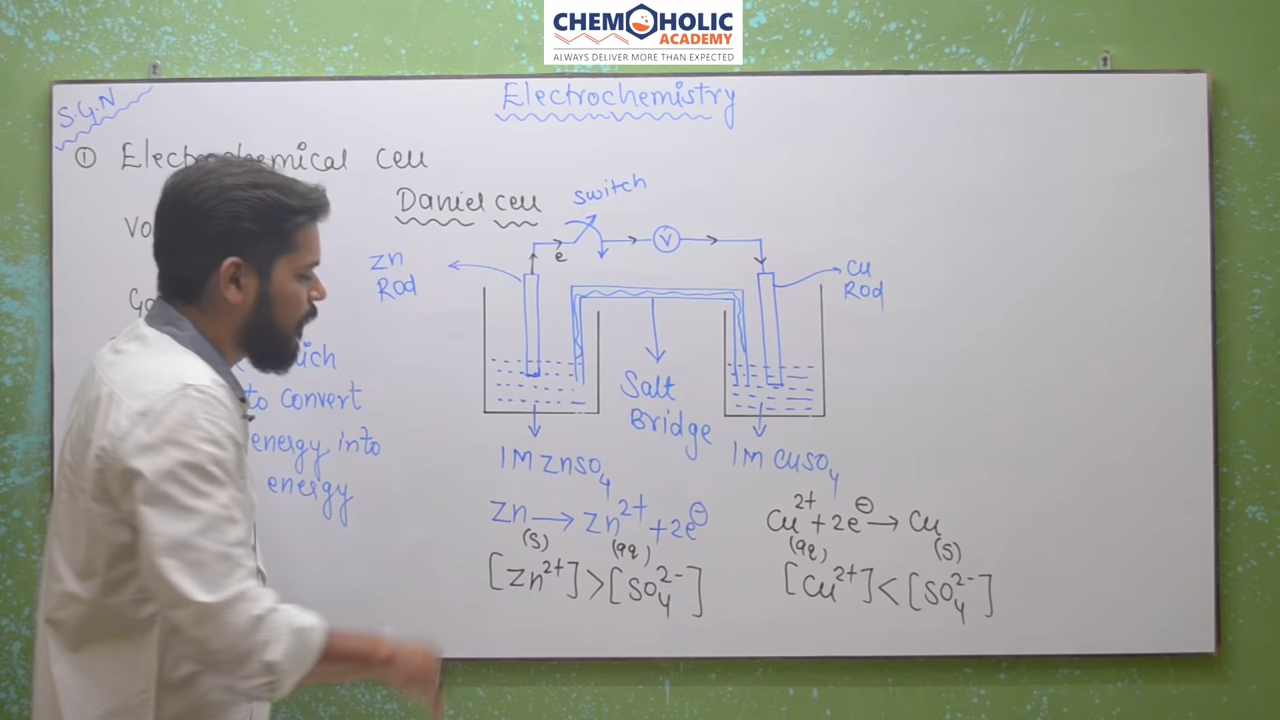 CHEMOHOLIC
ACADEMY
ALWAYS DELIVER MORE THAN EXPECTED
S.G.N
Electrochemistry
① Electrochemical cell
Daniel cell
switch
Zn
Rod
e
V
Cu
Rod
to convert
energy into
energy
Salt
Bridge
1M ZnSO₄
1M CuSO₄
Zn(s) → Zn²⁺(aq) + 2e⊖
Cu²⁺(aq) + 2e⊖ → Cu(s)
[Zn²⁺] > [SO₄²⁻]
[Cu²⁺] < [SO₄²⁻]